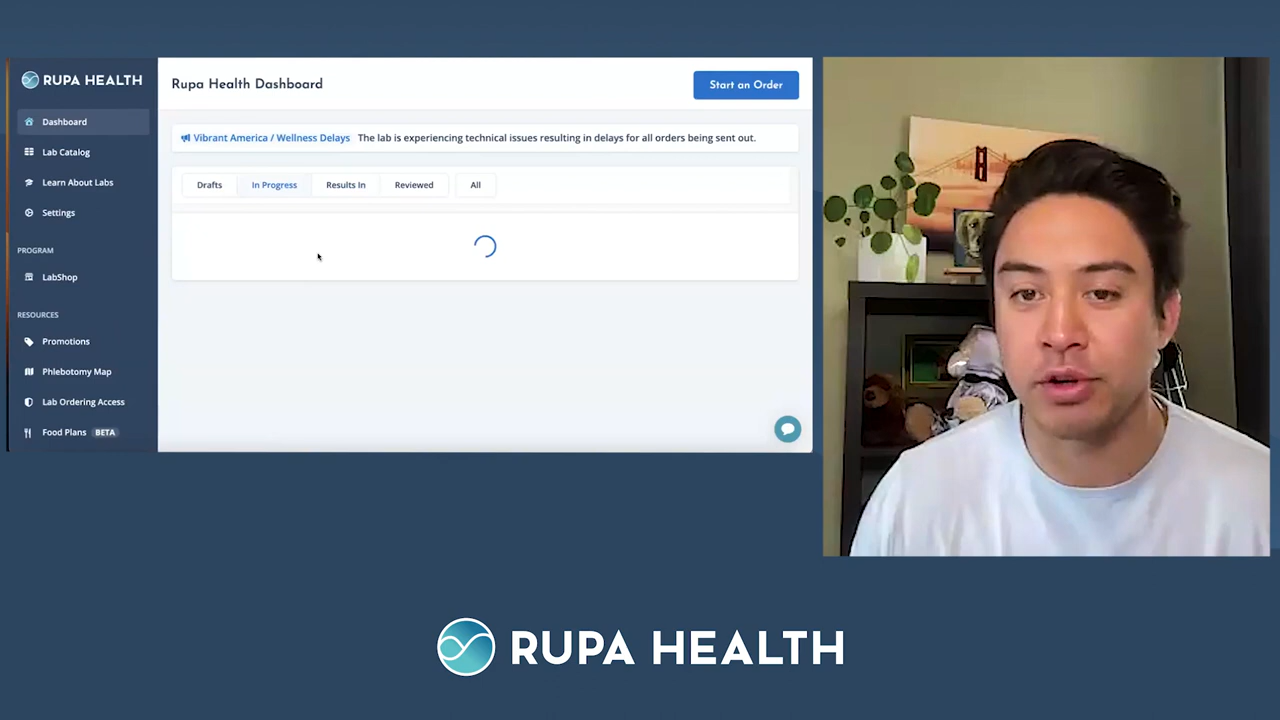 RUPA HEALTH
Dashboard
Lab Catalog
Learn About Labs
Settings
PROGRAM
LabShop
RESOURCES
Promotions
Phlebotomy Map
Lab Ordering Access
Food Plans BETA
Rupa Health Dashboard
Start an Order
Vibrant America / Wellness Delays The lab is experiencing technical issues resulting in delays for all orders being sent out.
Drafts In Progress Results In Reviewed All
RUPA HEALTH